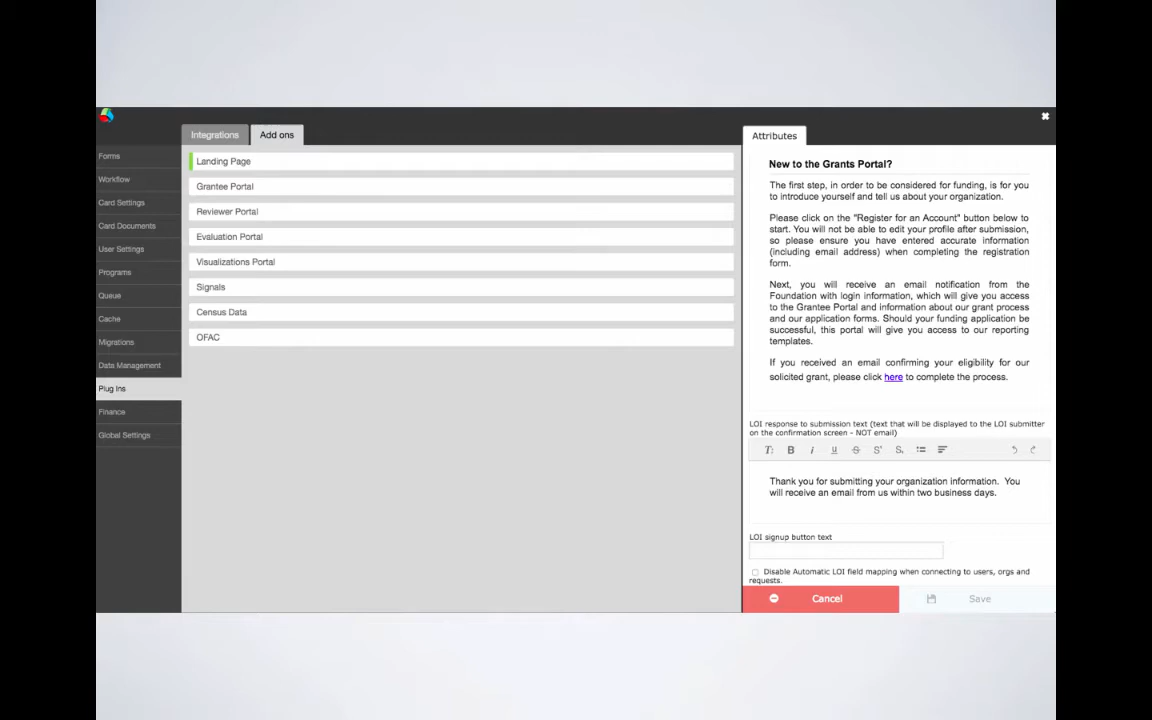 Integrations
Add ons
Attributes
Forms
Workflow
Card Settings
Card Documents
User Settings
Programs
Queue
Cache
Migrations
Data Management
Plug Ins
Finance
Global Settings
Landing Page
Grantee Portal
Reviewer Portal
Evaluation Portal
Visualizations Portal
Signals
Census Data
OFAC
New to the Grants Portal?
The first step, in order to be considered for funding, is for you
to introduce yourself and tell us about your organization.
Please click on the "Register for an Account" button below to
start. You will not be able to edit your profile after submission,
so please ensure you have entered accurate information
(including email address) when completing the registration
form.
Next, you will receive an email notification from the
Foundation with login information, which will give you access
to the Grantee Portal and information about our grant process
and our application forms. Should your funding application be
successful, this portal will give you access to our reporting
templates.
If you received an email confirming your eligibility for our
solicited grant, please click here to complete the process.
LOI response to submission text (text that will be displayed to the LOI submitter
on the confirmation screen - NOT email)
Thank you for submitting your organization information. You
will receive an email from us within two business days.
LOI signup button text
Disable Automatic LOI field mapping when connecting to users, orgs and
requests.
Cancel
Save